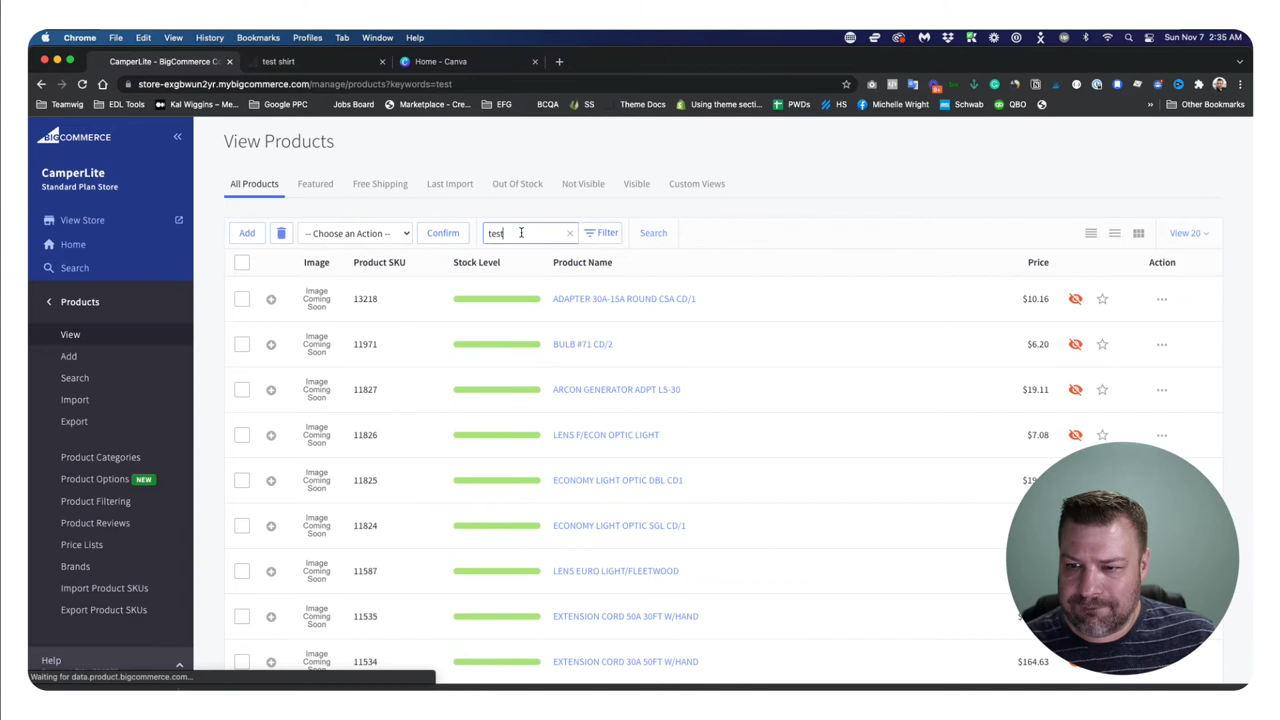 Chrome File Edit View History Bookmarks Profiles Tab Window Help Sun Nov 7 2:35 AM
CamperLite - BigCommerce Co test shirt Home - Canva
store-exgbwun2yr.mybigcommerce.com/manage/products?keywords=test
Teamwig EDL Tools Kal Wiggins – My... Google PPC Jobs Board Marketplace - Cre... EFG BCQA SS Theme Docs Using theme secti... PWDs HS Michelle Wright Schwab QBO » Other Bookmarks
BIGCOMMERCE
CamperLite
Standard Plan Store
View Store
Home
Search
Products
View
Add
Search
Import
Export
Product Categories
Product Options NEW
Product Filtering
Product Reviews
Price Lists
Brands
Import Product SKUs
Export Product SKUs
Help
Waiting for data.product.bigcommerce.com...
View Products
All Products Featured Free Shipping Last Import Out Of Stock Not Visible Visible Custom Views
Add -- Choose an Action -- Confirm test Filter Search View 20
Image Product SKU Stock Level Product Name Price Action
Image Coming Soon 13218 ADAPTER 30A-15A ROUND CSA CD/1 $10.16
Image Coming Soon 11971 BULB #71 CD/2 $6.20
Image Coming Soon 11827 ARCON GENERATOR ADPT L5-30 $19.11
Image Coming Soon 11826 LENS F/ECON OPTIC LIGHT $7.08
Image Coming Soon 11825 ECONOMY LIGHT OPTIC DBL CD1
Image Coming Soon 11824 ECONOMY LIGHT OPTIC SGL CD/1
Image Coming Soon 11587 LENS EURO LIGHT/FLEETWOOD
Image Coming Soon 11535 EXTENSION CORD 50A 30FT W/HAND
Image Coming Soon 11534 EXTENSION CORD 30A 50FT W/HAND $164.63